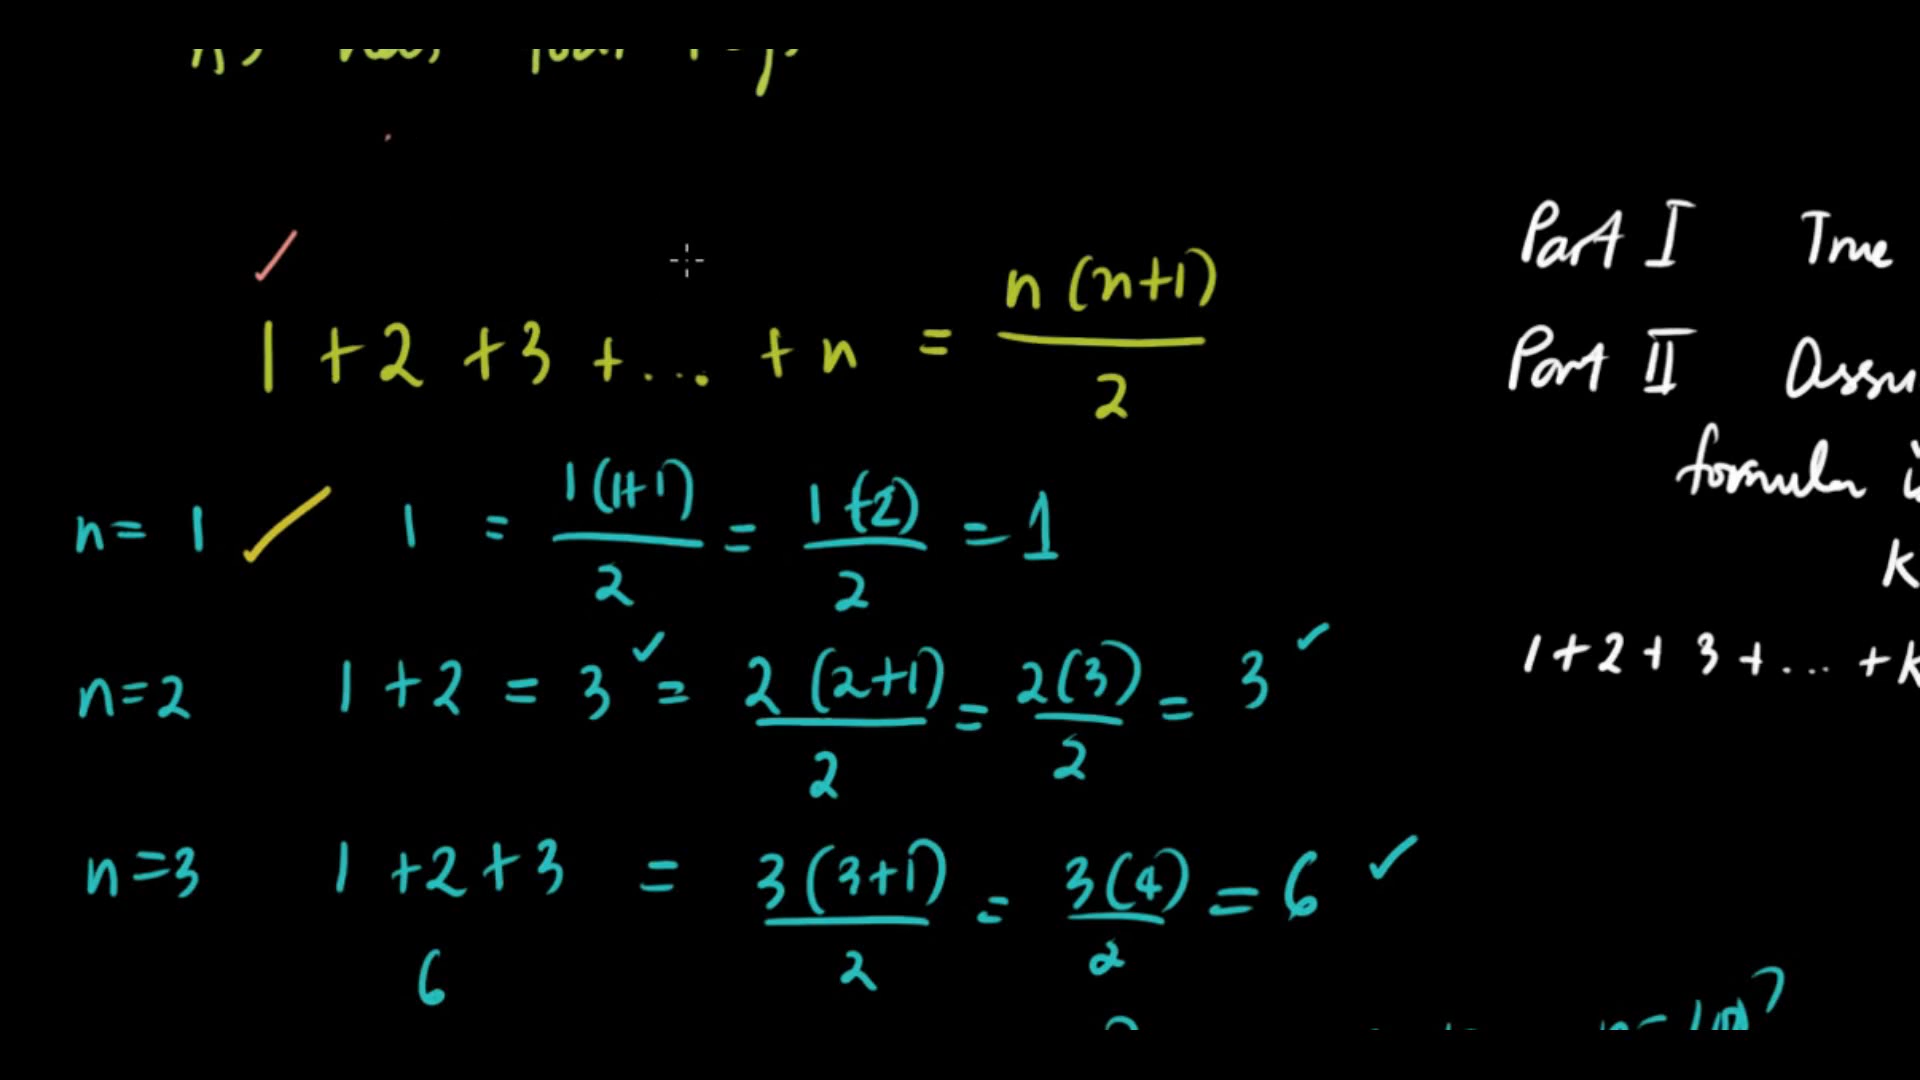 1 + 2 + 3 + ... + n = n(n+1)/2
n = 1 ✓ 1 = 1(1+1)/2 = 1(2)/2 = 1
n=2 1 + 2 = 3 ✓ = 2(2+1)/2 = 2(3)/2 = 3 ✓
n=3 1 + 2 + 3 = 3(3+1)/2 = 3(4)/2 = 6 ✓
6
Part I True
Part II
formula
k
1 + 2 + 3 + ... + k